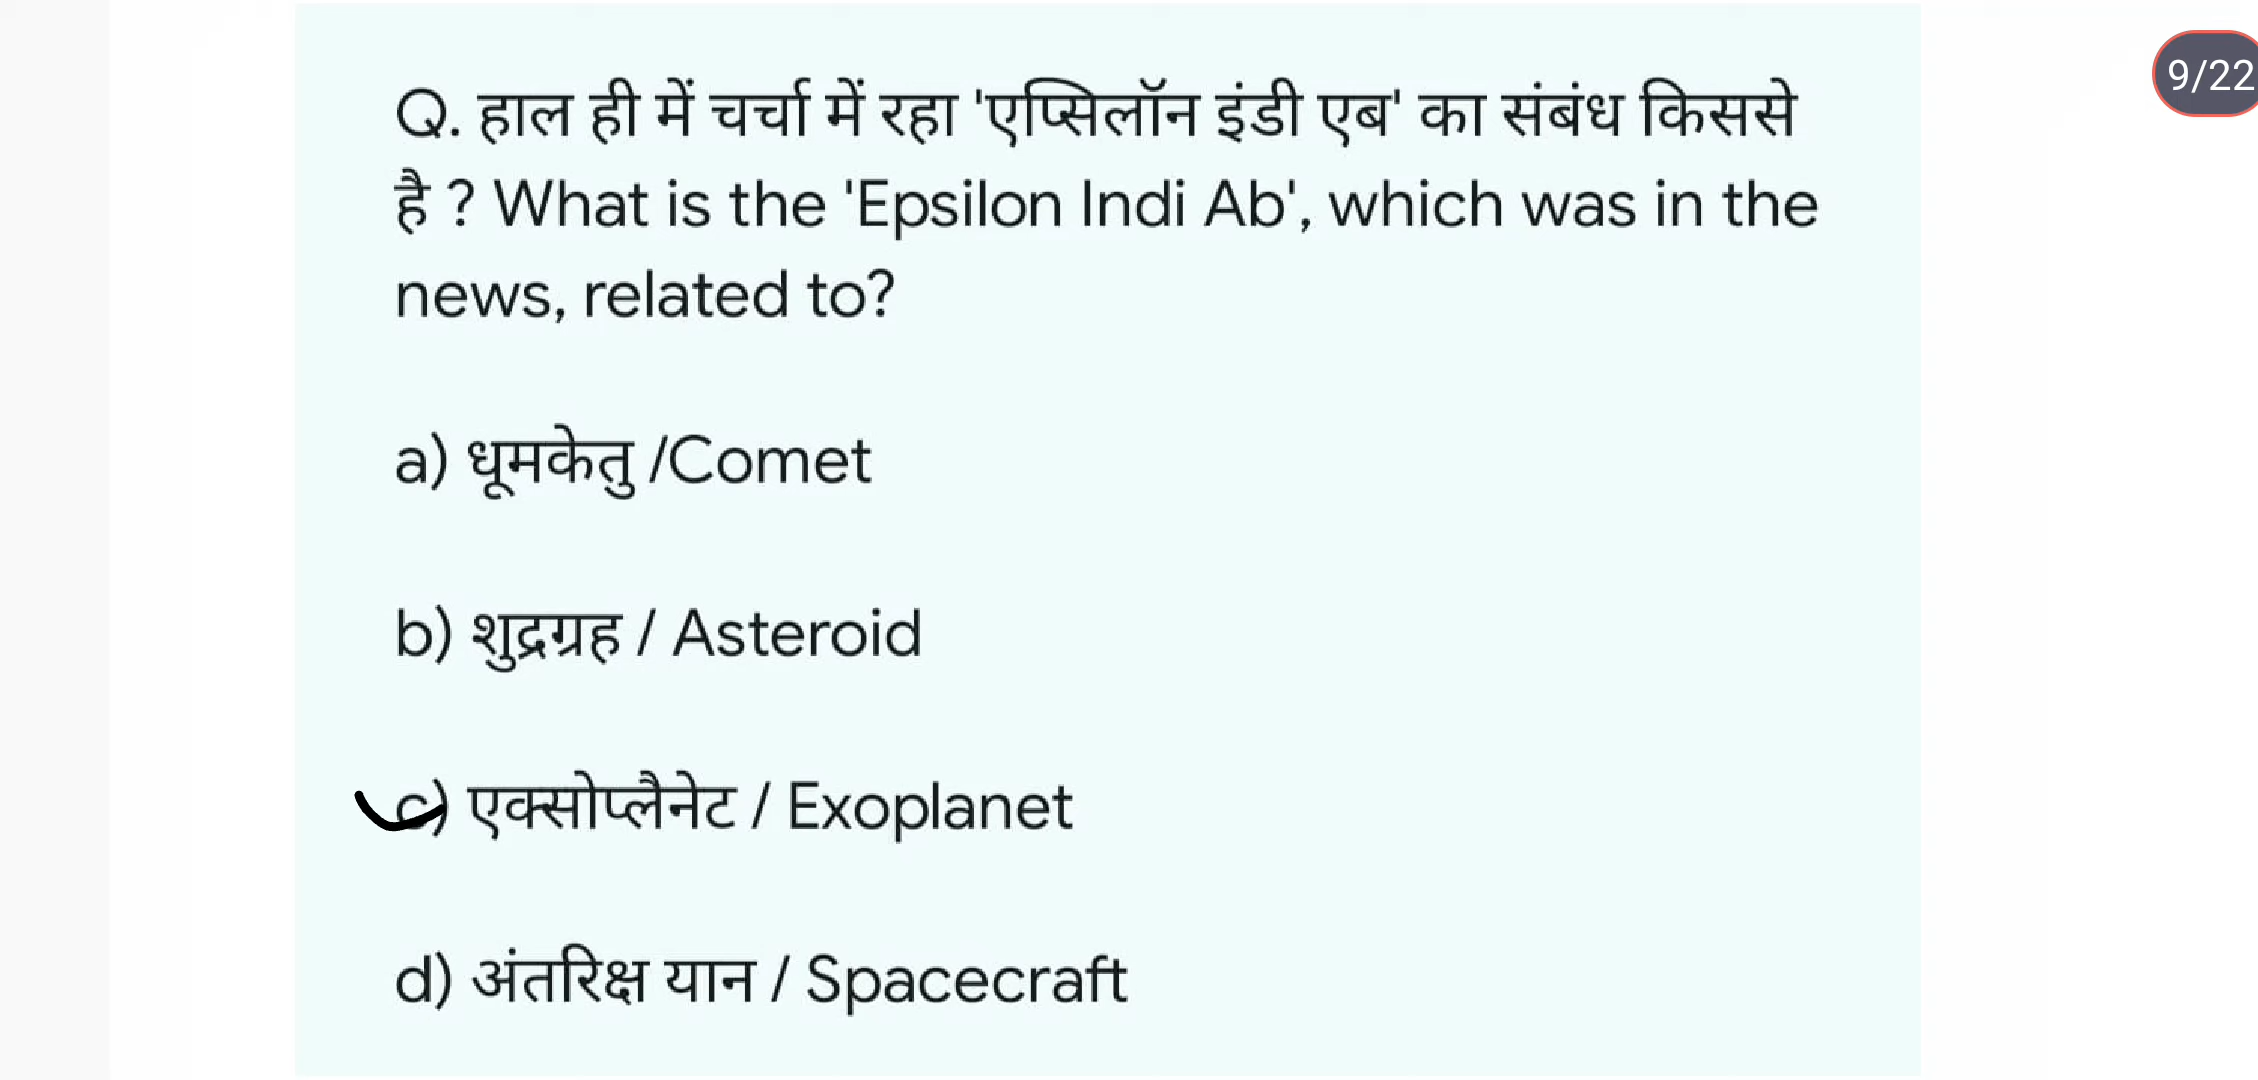 9/22
Q. हाल ही में चर्चा में रहा 'एप्सिलॉन इंडी एब' का संबंध किससे
है ? What is the 'Epsilon Indi Ab', which was in the
news, related to?
a) धूमकेतु /Comet
b) शुद्रग्रह / Asteroid
c) एक्सोप्लैनेट / Exoplanet
d) अंतरिक्ष यान / Spacecraft